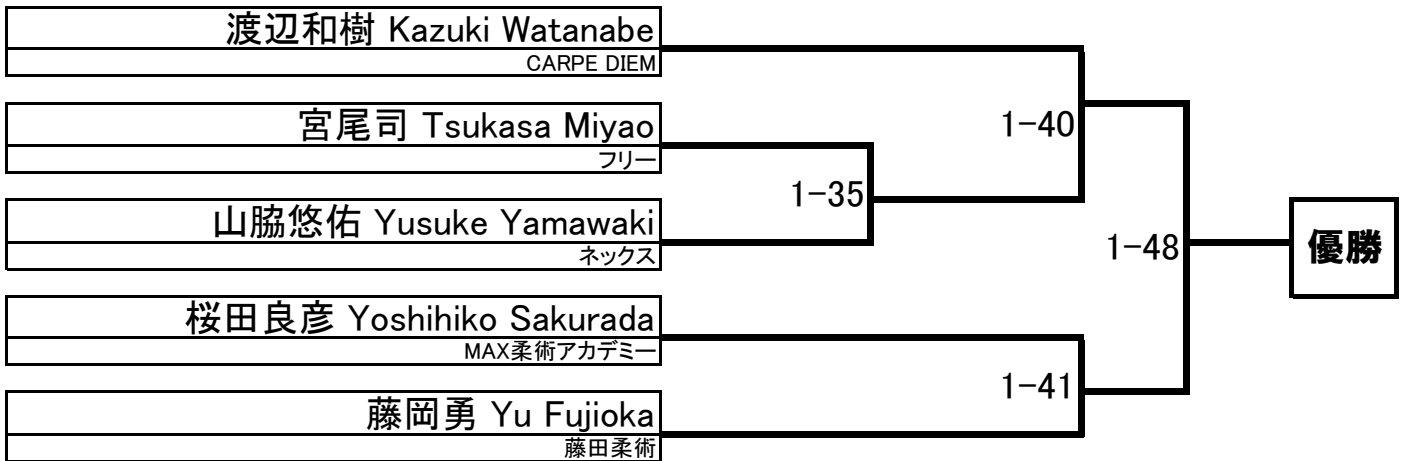 渡辺和樹 Kazuki Watanabe
CARPE DIEM
宮尾司 Tsukasa Miyao
フリー
山脇悠佑 Yusuke Yamawaki
ネックス
桜田良彦 Yoshihiko Sakurada
MAX柔術アカデミー
藤岡勇 Yu Fujioka
藤田柔術
1-35
1-40
1-41
1-48
優勝